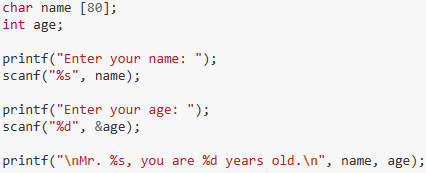 char name [80];
int age;
printf("Enter your name: ");
scanf("%s", name);
printf("Enter your age: ");
scanf("%d", &age);
printf("\nMr. %s, you are %d years old.\n", name, age);